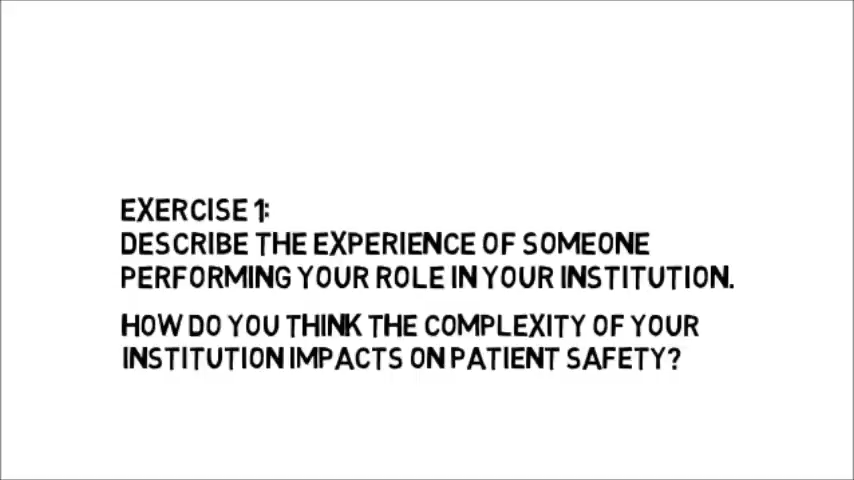 EXERCISE 1:
DESCRIBE THE EXPERIENCE OF SOMEONE
PERFORMING YOUR ROLE IN YOUR INSTITUTION.
HOW DO YOU THINK THE COMPLEXITY OF YOUR
INSTITUTION IMPACTS ON PATIENT SAFETY?